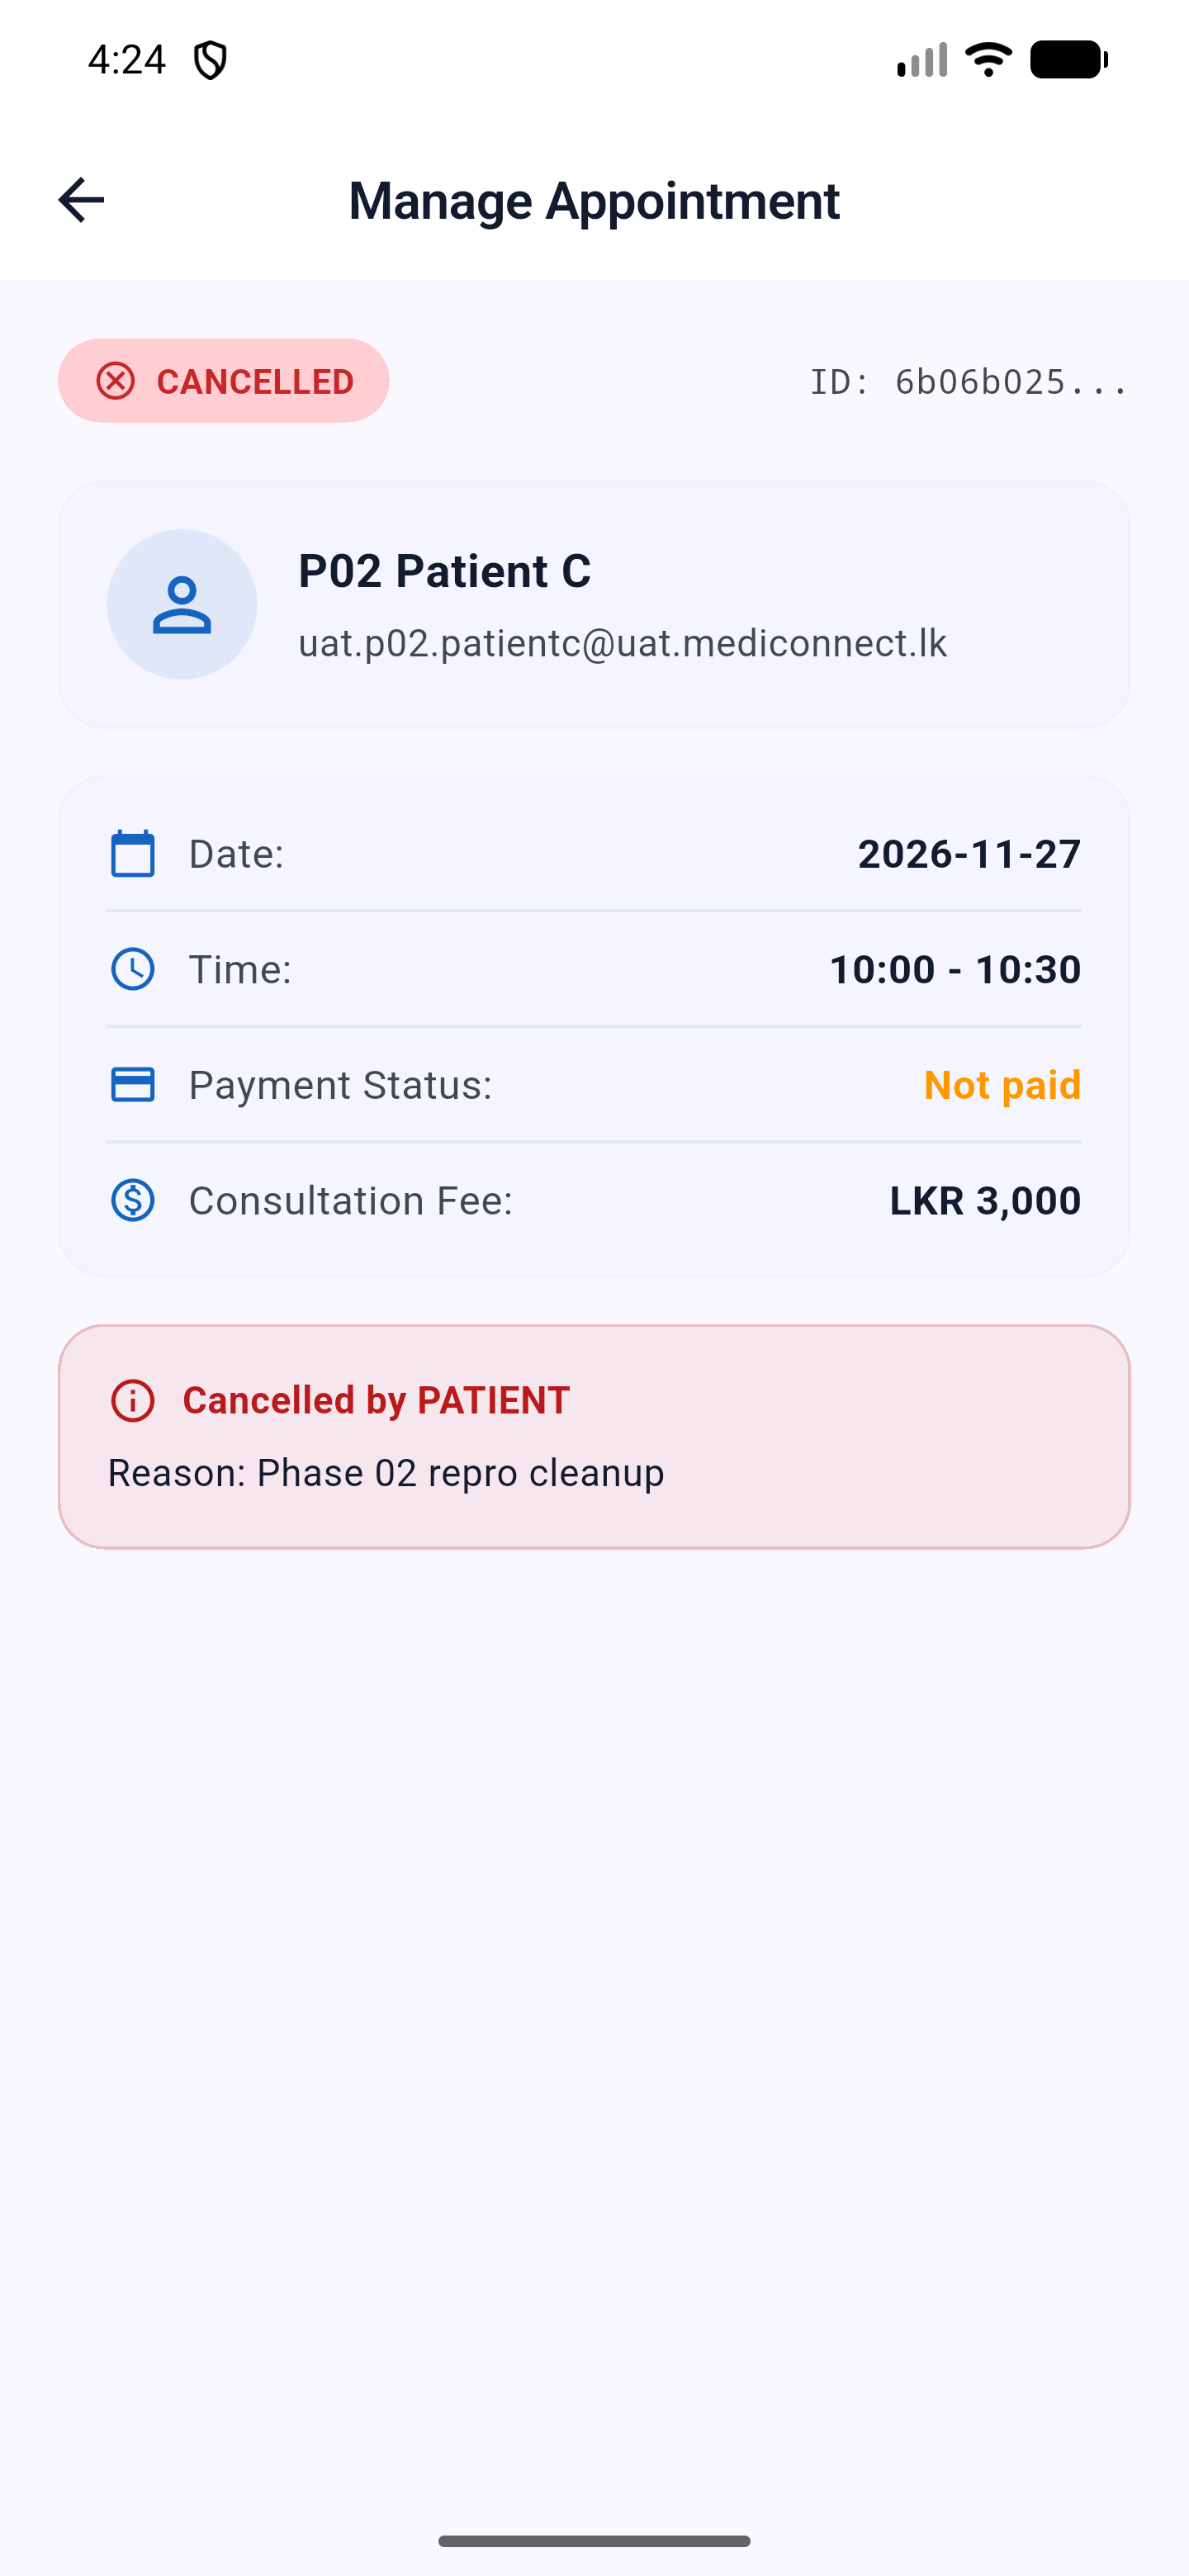 4:24
Manage Appointment
CANCELLED
ID: 6b06b025...
P02 Patient C
uat.p02.patientc@uat.mediconnect.lk
Date: 2026-11-27
Time: 10:00 - 10:30
Payment Status: Not paid
Consultation Fee: LKR 3,000
Cancelled by PATIENT
Reason: Phase 02 repro cleanup